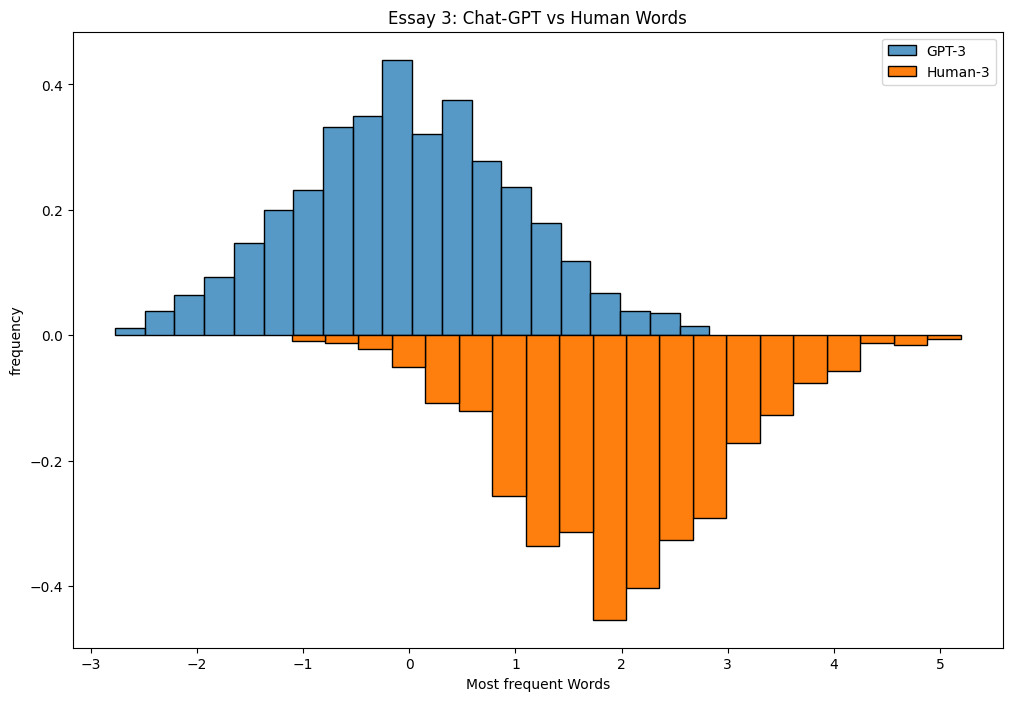 Essay 3: Chat-GPT vs Human Words
GPT-3
Human-3
0.4
0.2
0.0
−0.2
−0.4
frequency
−3
−2
−1
0
1
2
3
4
5
Most frequent Words